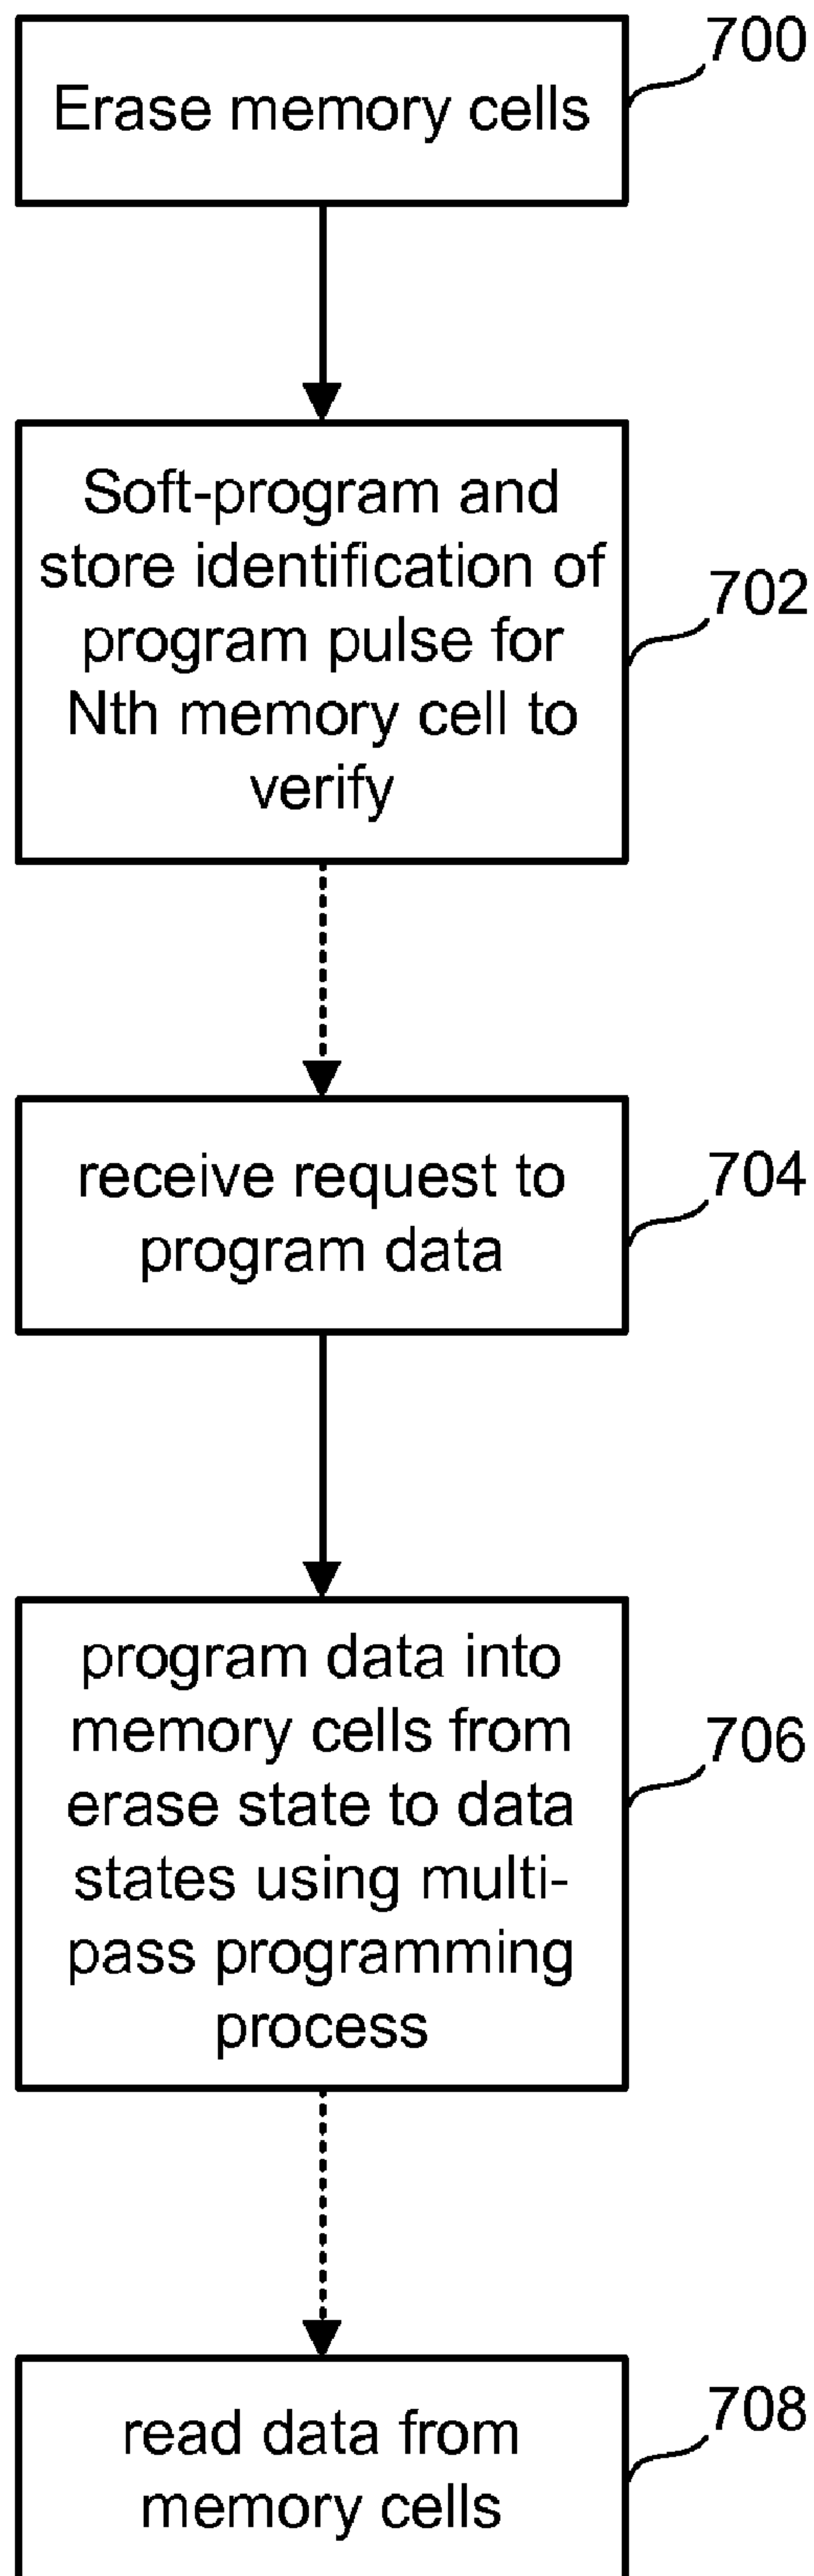 700
Erase memory cells
Soft-program and
store identification of
program pulse for
Nth memory cell to
verify
702
receive request to
program data
704
program data into
memory cells from
erase state to data
states using multi-
pass programming
process
706
read data from
memory cells
708